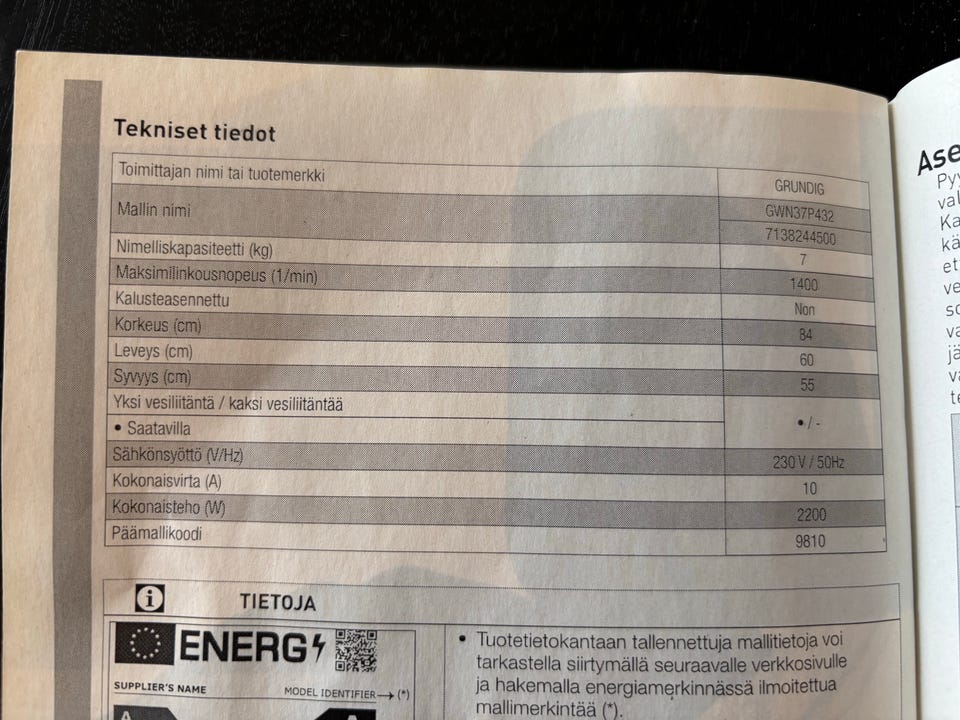 Tekniset tiedot
Toimittajan nimi tai tuotemerkki GRUNDIG
Mallin nimi GWN37P432
7138244500
Nimelliskapasiteetti (kg) 7
Maksimilinkousnopeus (1/min) 1400
Kalusteasennettu Non
Korkeus (cm) 84
Leveys (cm) 60
Syvyys (cm) 55
Yksi vesiliitäntä / kaksi vesiliitäntää
• Saatavilla • / -
Sähkönsyöttö (V/Hz) 230 V / 50Hz
Kokonaisvirta (A) 10
Kokonaisteho (W) 2200
Päämallikoodi 9810
i TIETOJA
ENERG
SUPPLIER'S NAME MODEL IDENTIFIER → (*)
A A
• Tuotetietokantaan tallennettuja mallitietoja voi
tarkastella siirtymällä seuraavalle verkkosivulle
ja hakemalla energiamerkinnässä ilmoitettua
mallimerkintää (*).